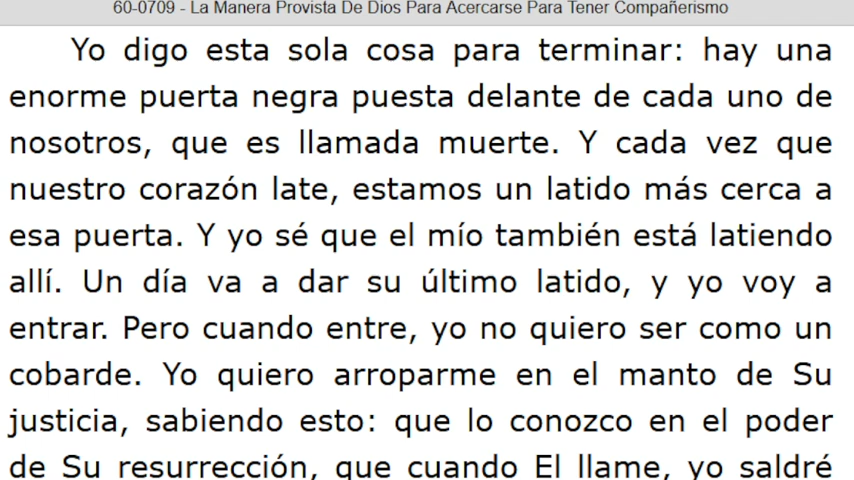 60-0709 - La Manera Provista De Dios Para Acercarse Para Tener Compañerismo
Yo digo esta sola cosa para terminar: hay una
enorme puerta negra puesta delante de cada uno de
nosotros, que es llamada muerte. Y cada vez que
nuestro corazón late, estamos un latido más cerca a
esa puerta. Y yo sé que el mío también está latiendo
allí. Un día va a dar su último latido, y yo voy a
entrar. Pero cuando entre, yo no quiero ser como un
cobarde. Yo quiero arroparme en el manto de Su
justicia, sabiendo esto: que lo conozco en el poder
de Su resurrección, que cuando El llame, yo saldré